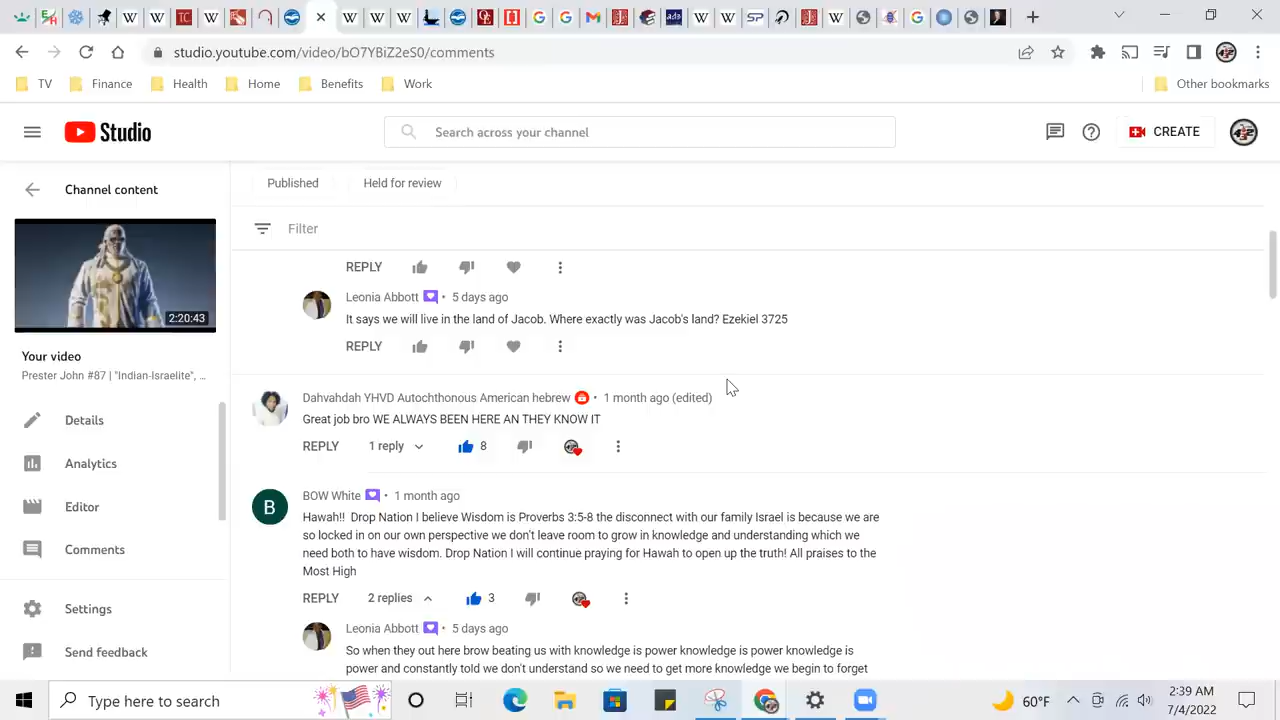 studio.youtube.com/video/bO7YBiZ2eS0/comments
TV
Finance
Health
Home
Benefits
Work
Other bookmarks
Studio
Search across your channel
CREATE
Channel content
Published
Held for review
Filter
2:20:43
Your video
Prester John #87 | "Indian-Israelite", ...
Details
Analytics
Editor
Comments
Settings
Send feedback
REPLY
Leonia Abbott • 5 days ago
It says we will live in the land of Jacob. Where exactly was Jacob's land? Ezekiel 3725
REPLY
Dahvahdah YHVD Autochthonous American hebrew • 1 month ago (edited)
Great job bro WE ALWAYS BEEN HERE AN THEY KNOW IT
REPLY 1 reply 8
B
BOW White • 1 month ago
Hawah!! Drop Nation I believe Wisdom is Proverbs 3:5-8 the disconnect with our family Israel is because we are
so locked in on our own perspective we don't leave room to grow in knowledge and understanding which we
need both to have wisdom. Drop Nation I will continue praying for Hawah to open up the truth! All praises to the
Most High
REPLY 2 replies 3
Leonia Abbott • 5 days ago
So when they out here brow beating us with knowledge is power knowledge is power knowledge is
power and constantly told we don't understand so we need to get more knowledge we begin to forget
Type here to search
60°F
2:39 AM
7/4/2022